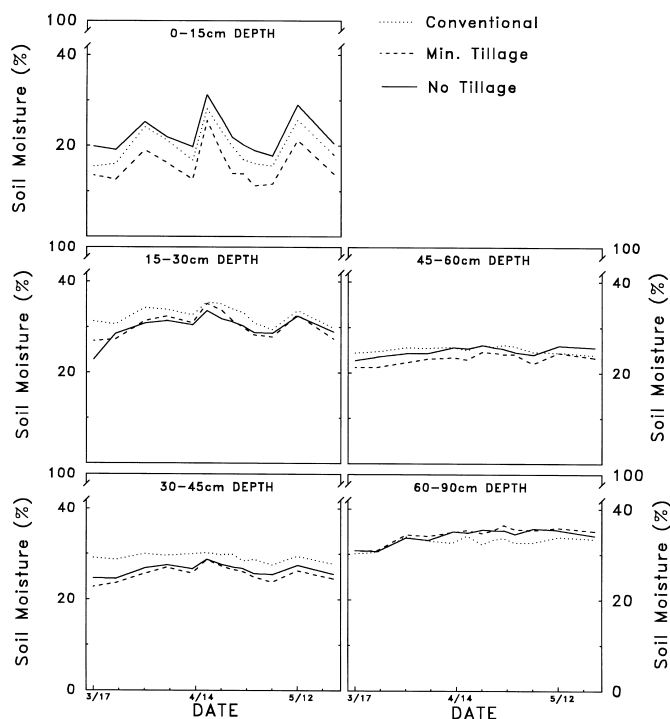 100
0-15cm DEPTH
40
20
Soil Moisture (%)
Conventional
Min. Tillage
No Tillage
100
15-30cm DEPTH
40
20
Soil Moisture (%)
100
45-60cm DEPTH
40
20
Soil Moisture (%)
100
30-45cm DEPTH
40
20
0
Soil Moisture (%)
3/17
4/14
5/12
DATE
100
60-90cm DEPTH
40
20
0
Soil Moisture (%)
3/17
4/14
5/12
DATE